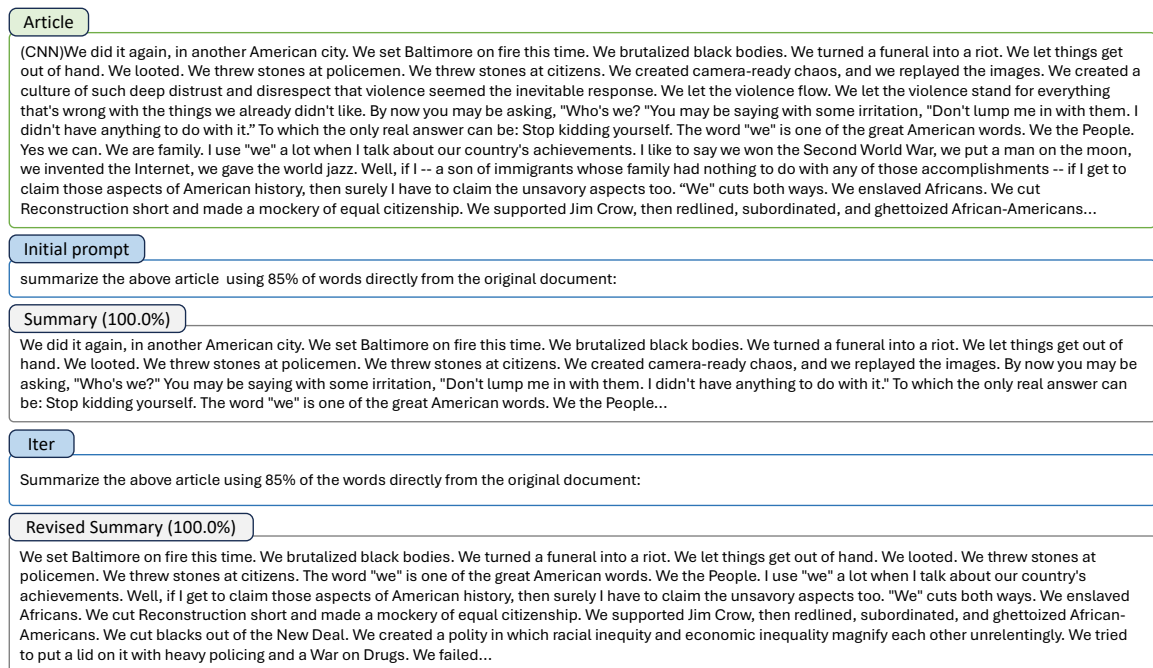 Article
(CNN)We did it again, in another American city. We set Baltimore on fire this time. We brutalized black bodies. We turned a funeral into a riot. We let things get
out of hand. We looted. We threw stones at policemen. We threw stones at citizens. We created camera-ready chaos, and we replayed the images. We created a
culture of such deep distrust and disrespect that violence seemed the inevitable response. We let the violence flow. We let the violence stand for everything
that's wrong with the things we already didn't like. By now you may be asking, "Who's we? "You may be saying with some irritation, "Don't lump me in with them. I
didn't have anything to do with it.” To which the only real answer can be: Stop kidding yourself. The word "we" is one of the great American words. We the People.
Yes we can. We are family. I use "we" a lot when I talk about our country's achievements. I like to say we won the Second World War, we put a man on the moon,
we invented the Internet, we gave the world jazz. Well, if I -- a son of immigrants whose family had nothing to do with any of those accomplishments -- if I get to
claim those aspects of American history, then surely I have to claim the unsavory aspects too. “We" cuts both ways. We enslaved Africans. We cut
Reconstruction short and made a mockery of equal citizenship. We supported Jim Crow, then redlined, subordinated, and ghettoized African-Americans...
Initial prompt
summarize the above article  using 85% of words directly from the original document:
Summary (100.0%)
We did it again, in another American city. We set Baltimore on fire this time. We brutalized black bodies. We turned a funeral into a riot. We let things get out of
hand. We looted. We threw stones at policemen. We threw stones at citizens. We created camera-ready chaos, and we replayed the images. By now you may be
asking, "Who's we?" You may be saying with some irritation, "Don't lump me in with them. I didn't have anything to do with it." To which the only real answer can
be: Stop kidding yourself. The word "we" is one of the great American words. We the People...
Iter
Summarize the above article using 85% of the words directly from the original document:
Revised Summary (100.0%)
We set Baltimore on fire this time. We brutalized black bodies. We turned a funeral into a riot. We let things get out of hand. We looted. We threw stones at
policemen. We threw stones at citizens. The word "we" is one of the great American words. We the People. I use "we" a lot when I talk about our country's
achievements. Well, if I get to claim those aspects of American history, then surely I have to claim the unsavory aspects too. "We" cuts both ways. We enslaved
Africans. We cut Reconstruction short and made a mockery of equal citizenship. We supported Jim Crow, then redlined, subordinated, and ghettoized African-
Americans. We cut blacks out of the New Deal. We created a polity in which racial inequity and economic inequality magnify each other unrelentingly. We tried
to put a lid on it with heavy policing and a War on Drugs. We failed...